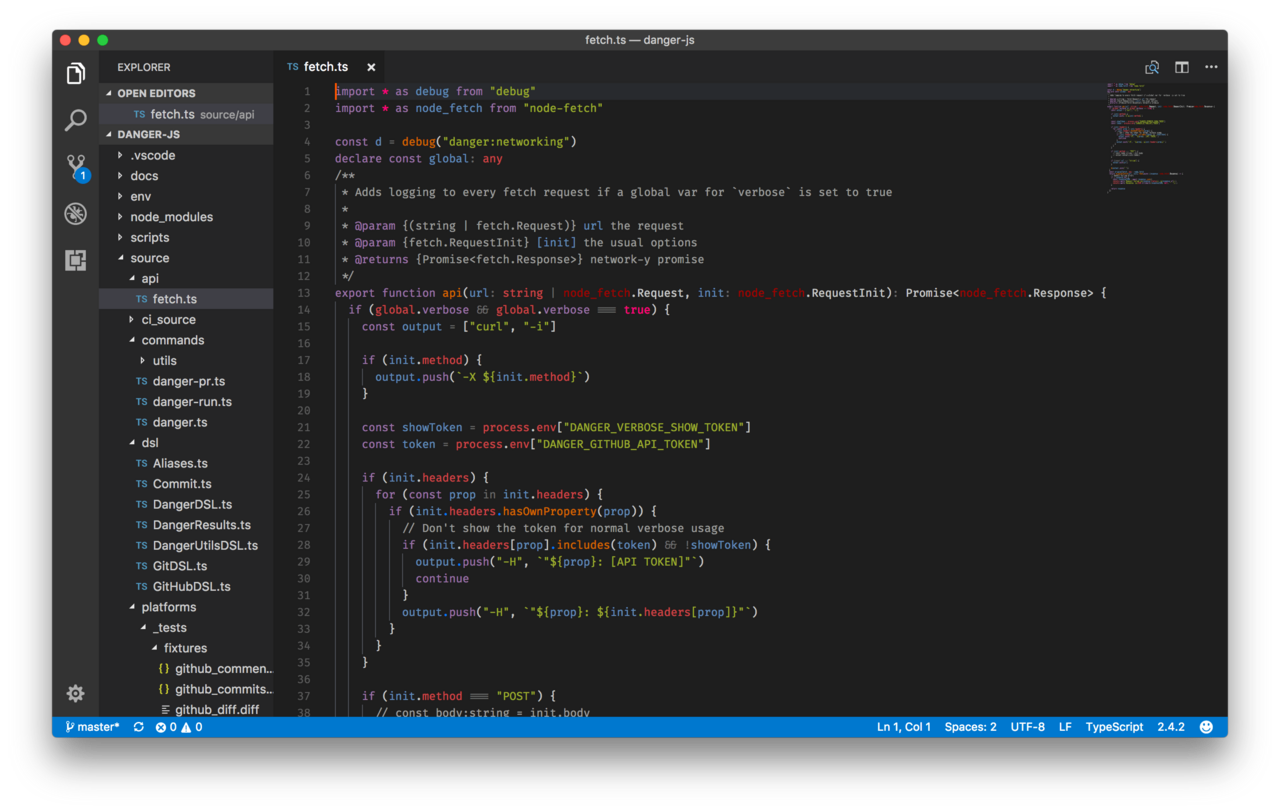 fetch.ts — danger-js
EXPLORER
OPEN EDITORS
TS fetch.ts source/api
DANGER-JS
.vscode
docs
env
node_modules
scripts
source
api
TS fetch.ts
ci_source
commands
utils
TS danger-pr.ts
TS danger-run.ts
TS danger.ts
dsl
TS Aliases.ts
TS Commit.ts
TS DangerDSL.ts
TS DangerResults.ts
TS DangerUtilsDSL.ts
TS GitDSL.ts
TS GitHubDSL.ts
platforms
_tests
fixtures
{} github_commen...
{} github_commits...
github_diff.diff
1
TS fetch.ts ×
1 import * as debug from "debug"
2 import * as node_fetch from "node-fetch"
3
4 const d = debug("danger:networking")
5 declare const global: any
6 /**
7 * Adds logging to every fetch request if a global var for `verbose` is set to true
8 *
9 * @param {(string | fetch.Request)} url the request
10 * @param {fetch.RequestInit} [init] the usual options
11 * @returns {Promise<fetch.Response>} network-y promise
12 */
13 export function api(url: string | node_fetch.Request, init: node_fetch.RequestInit): Promise<node_fetch.Response> {
14 if (global.verbose && global.verbose === true) {
15 const output = ["curl", "-i"]
16
17 if (init.method) {
18 output.push(`-X ${init.method}`)
19 }
20
21 const showToken = process.env["DANGER_VERBOSE_SHOW_TOKEN"]
22 const token = process.env["DANGER_GITHUB_API_TOKEN"]
23
24 if (init.headers) {
25 for (const prop in init.headers) {
26 if (init.headers.hasOwnProperty(prop)) {
27 // Don't show the token for normal verbose usage
28 if (init.headers[prop].includes(token) && !showToken) {
29 output.push("-H", `"${prop}: [API TOKEN]"`)
30 continue
31 }
32 output.push("-H", `"${prop}: ${init.headers[prop]}"`)
33 }
34 }
35 }
36
37 if (init.method === "POST") {
38 // const body:string = init.body
master* 0 0 Ln 1, Col 1 Spaces: 2 UTF-8 LF TypeScript 2.4.2